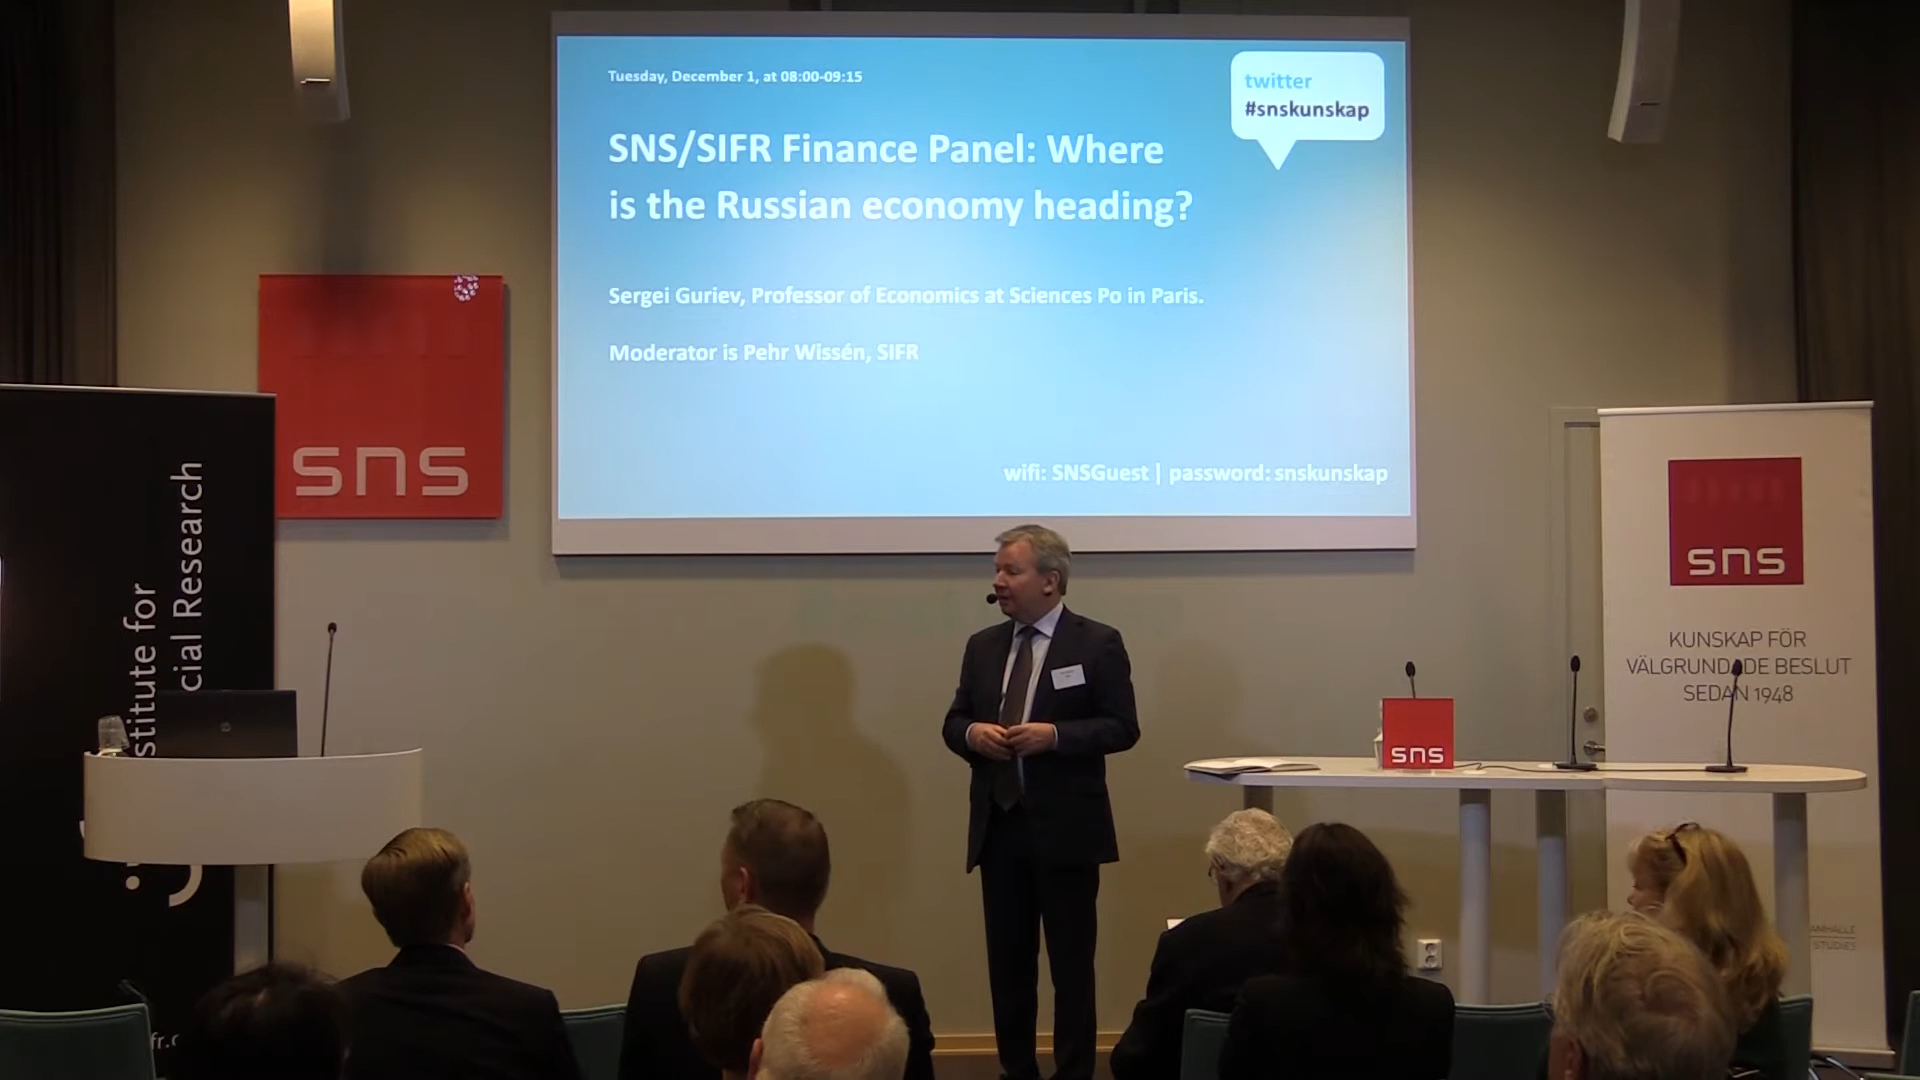 Tuesday, December 1, at 08:00-09:15
twitter
#snskunskap
SNS/SIFR Finance Panel: Where
is the Russian economy heading?
Sergei Guriev, Professor of Economics at Sciences Po in Paris.
Moderator is Pehr Wissén, SIFR
wifi: SNSGuest | password: snskunskap
sns
stitute for
cial Research
fr.
sns
KUNSKAP FÖR
VÄLGRUNDADE BESLUT
SEDAN 1948
sns
STUDIES